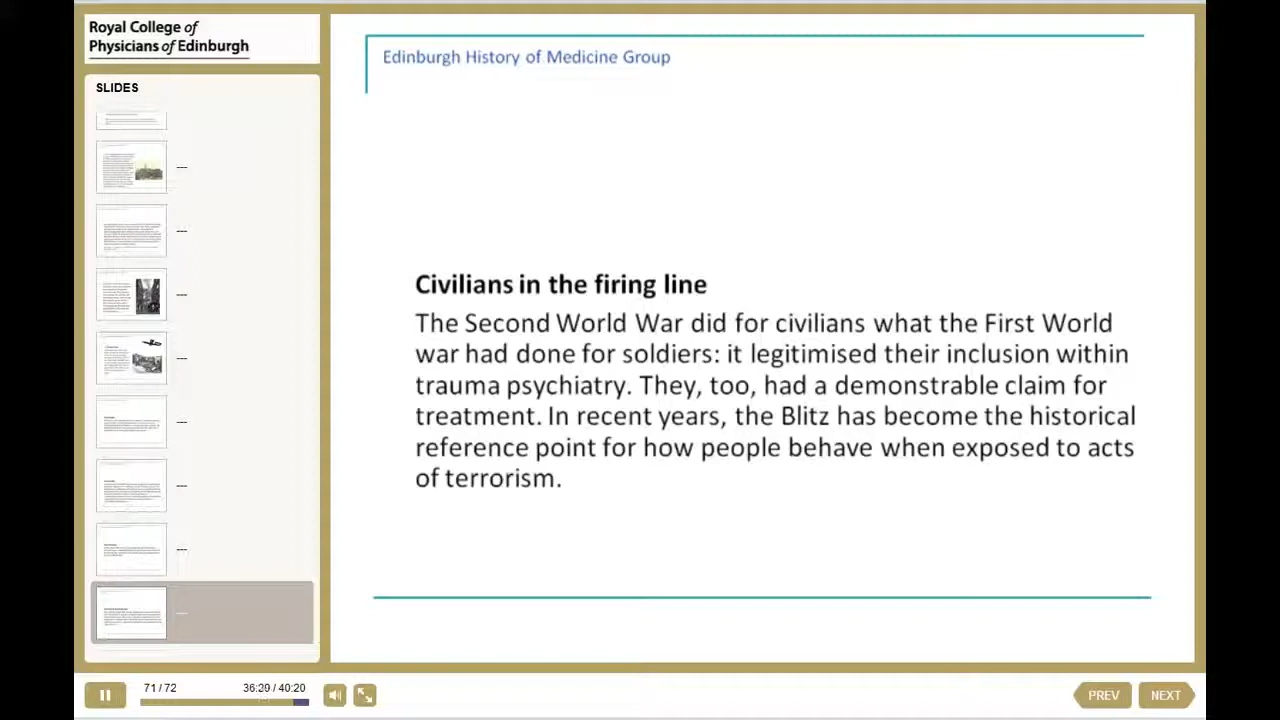 Royal College of
Physicians of Edinburgh
SLIDES
Edinburgh History of Medicine Group
Civilians in the firing line
The Second World War did for civilians what the First World
war had done for soldiers: it legitimised their inclusion within
trauma psychiatry. They, too, had a demonstrable claim for
treatment. In recent years, the Blitz has become the historical
reference point for how people behave when exposed to acts
of terrorism.
71 / 72
36:29 / 40:20
PREV
NEXT